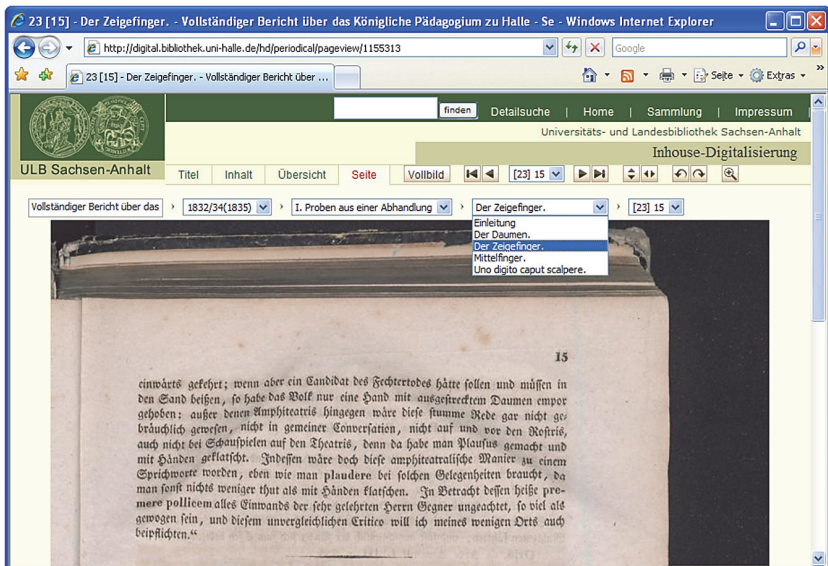 23 [15] - Der Zeigefinger. - Vollständiger Bericht über das Königliche Pädagogium zu Halle - Se - Windows Internet Explorer
http://digital.bibliothek.uni-halle.de/hd/periodical/pageview/1155313
Google
23 [15] - Der Zeigefinger. - Vollständiger Bericht über ...
Seite
Extras
»
finden Detailsuche | Home | Sammlung | Impressum |
Universitäts- und Landesbibliothek Sachsen-Anhalt
Inhouse-Digitalisierung
ULB Sachsen-Anhalt
Titel Inhalt Übersicht Seite Vollbild [23] 15
Vollständiger Bericht über das › 1832/34(1835) › I. Proben aus einer Abhandlung › Der Zeigefinger. › [23] 15
Einleitung
Der Daumen.
Der Zeigefinger.
Mittelfinger.
Uno digito caput scalpere.
15
einwärts gekehrt; wenn aber ein Candidat des Fechtertodes hätte sollen und müssen in
den Sand beißen, so habe das Volk nur eine Hand mit ausgestrecktem Daumen empor
gehoben: außer denen Amphiteatris hingegen wäre diese stumme Rede gar nicht ge-
bräuchlich gewesen, nicht in gemeiner Conversation, nicht auf und vor den Rostris,
auch nicht bei Schauspielen auf den Theatris, denn da habe man Plausus gemacht und
mit Händen geklatscht. Indessen wäre doch diese amphiteatralische Manier zu einem
Sprichworte worden, eben wie man plaudere bei solchen Gelegenheiten braucht, da
man sonst nichts weniger thut als mit Händen klatschen. In Betracht dessen heiße pre-
mere pollicem alles Einwands der sehr gelehrten Herrn Gegner ungeachtet, so viel als
gewogen sein, und diesem unvergleichlichen Critico will ich meines wenigen Orts auch
beipflichten.“